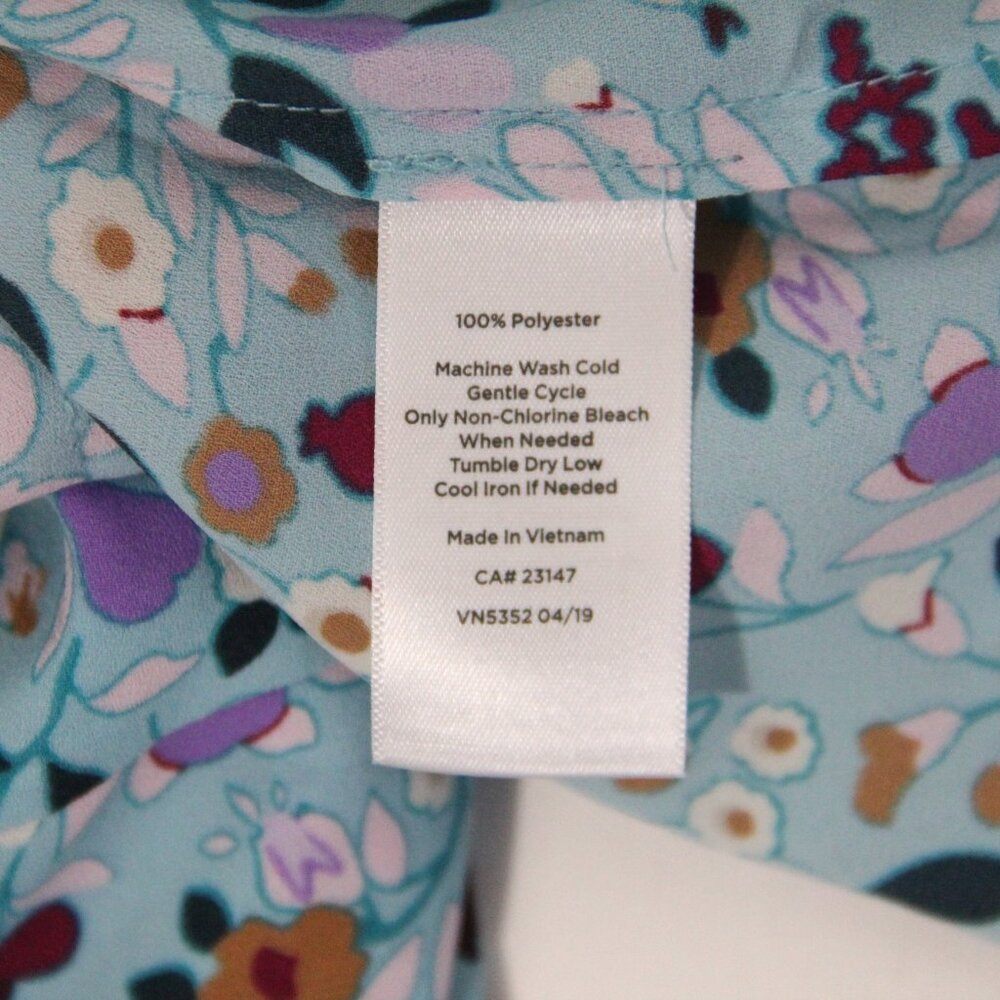 100% Polyester
Machine Wash Cold
Gentle Cycle
Only Non-Chlorine Bleach
When Needed
Tumble Dry Low
Cool Iron If Needed
Made In Vietnam
CA# 23147
VN5352 04/19